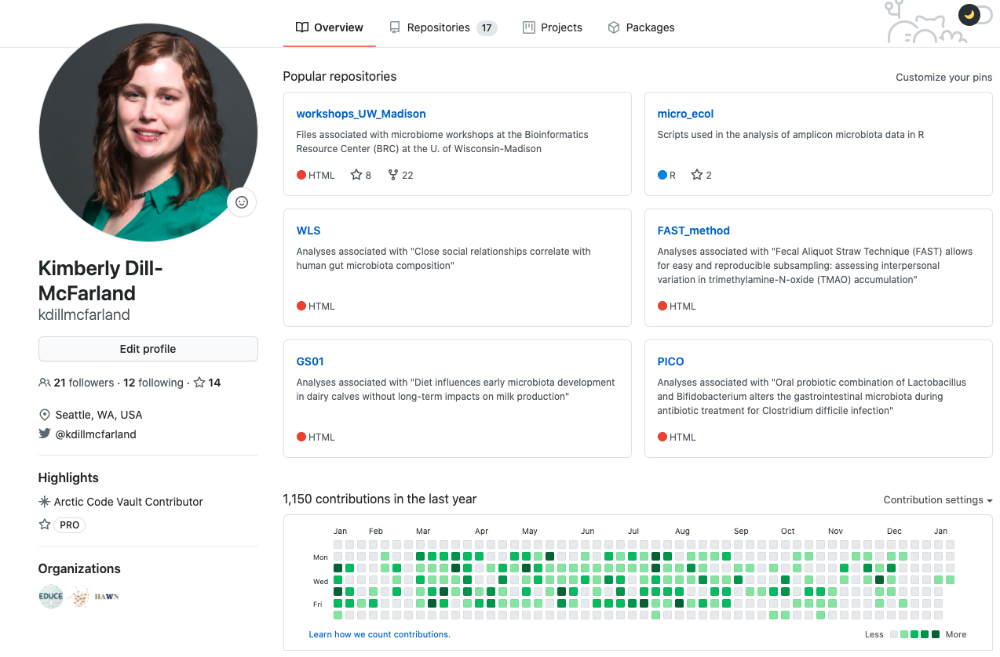 Overview
Repositories 17
Projects
Packages
Kimberly Dill-
McFarland
kdillmcfarland
Edit profile
21 followers · 12 following · 14
Seattle, WA, USA
@kdillmcfarland
Highlights
Arctic Code Vault Contributor
PRO
Organizations
EDUCE
HAWN
Popular repositories
Customize your pins
workshops_UW_Madison
Files associated with microbiome workshops at the Bioinformatics
Resource Center (BRC) at the U. of Wisconsin-Madison
HTML 8 22
micro_ecol
Scripts used in the analysis of amplicon microbiota data in R
R 2
WLS
Analyses associated with "Close social relationships correlate with
human gut microbiota composition"
HTML
FAST_method
Analyses associated with "Fecal Aliquot Straw Technique (FAST) allows
for easy and reproducible subsampling: assessing interpersonal
variation in trimethylamine-N-oxide (TMAO) accumulation"
HTML
GS01
Analyses associated with "Diet influences early microbiota development
in dairy calves without long-term impacts on milk production"
HTML
PICO
Analyses associated with "Oral probiotic combination of Lactobacillus
and Bifidobacterium alters the gastrointestinal microbiota during
antibiotic treatment for Clostridium difficile infection"
HTML
1,150 contributions in the last year
Contribution settings
Jan Feb Mar Apr May Jun Jul Aug Sep Oct Nov Dec Jan
Mon
Wed
Fri
Learn how we count contributions.
Less More